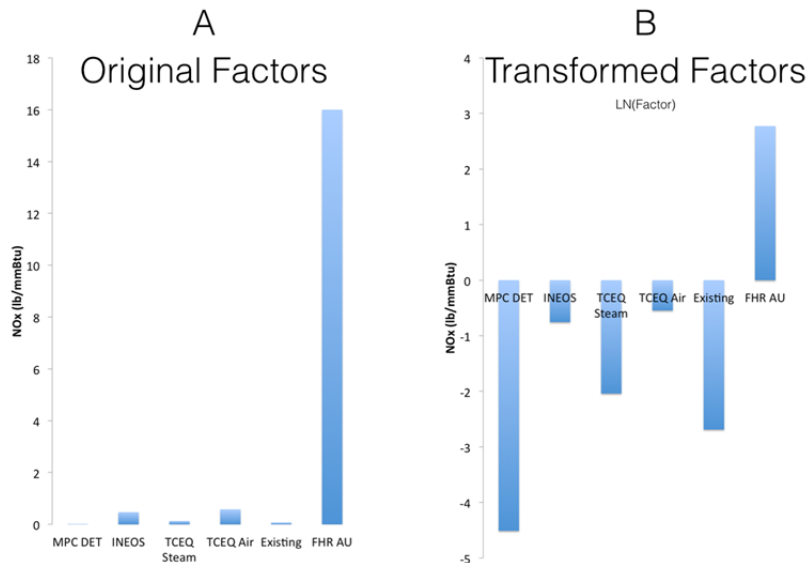 A
Original Factors
NOx (lb/mmBtu)
18
16
14
12
10
8
6
4
2
0
MPC DET
INEOS
TCEQ
Steam
TCEQ Air
Existing
FHR AU
B
Transformed Factors
LN(Factor)
NOx (lb/mmBtu)
4
3
2
1
0
-1
-2
-3
-4
-5
MPC DET
INEOS
TCEQ
Steam
TCEQ Air
Existing
FHR AU